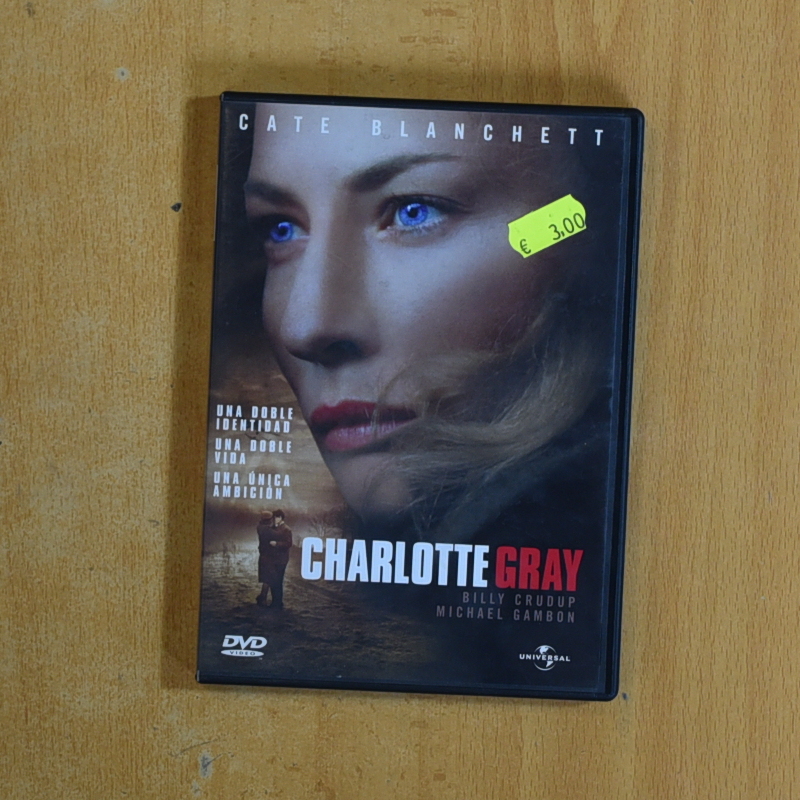 CATE BLANCHETT
€ 3,00
UNA DOBLE
IDENTIDAD
UNA DOBLE
VIDA
UNA ÚNICA
AMBICIÓN
CHARLOTTE GRAY
BILLY CRUDUP
MICHAEL GAMBON
DVD
VIDEO
UNIVERSAL